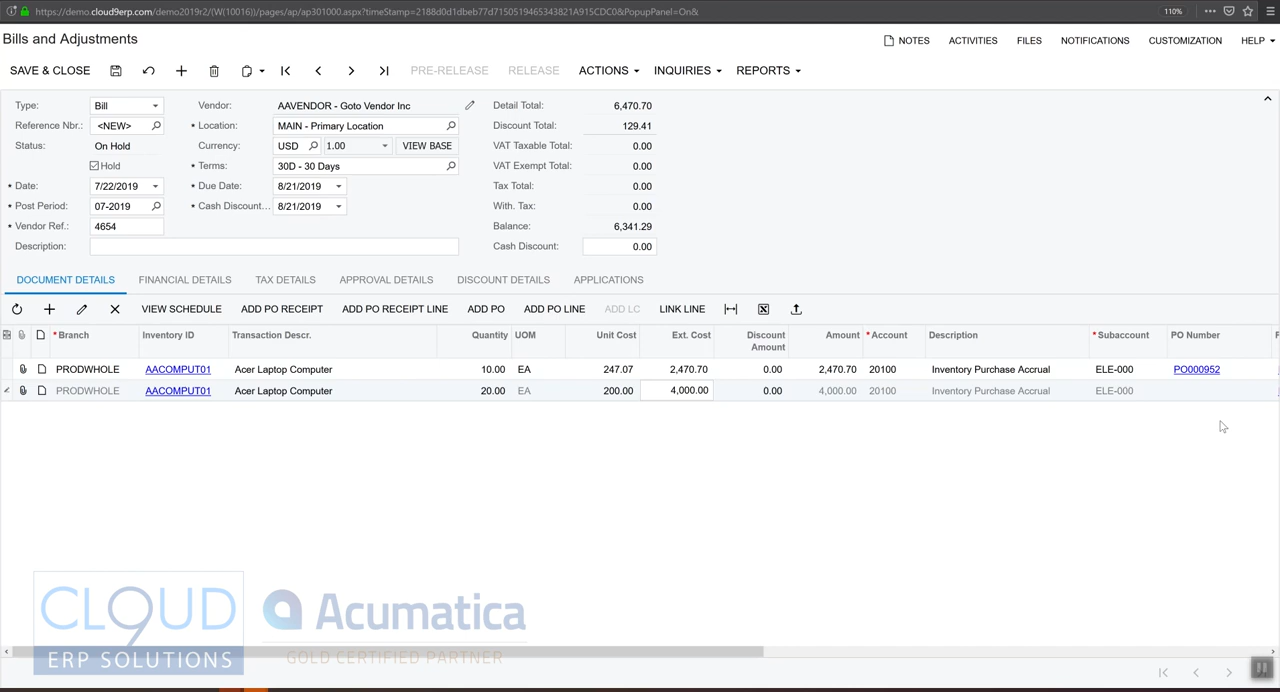 https://demo.cloud9erp.com/demo2019r2/(W(10016))/pages/ap/ap301000.aspx?timeStamp=2188d0d1dbeb77d7150519465343821A915CDC0&PopupPanel=On& 110%
Bills and Adjustments NOTES ACTIVITIES FILES NOTIFICATIONS CUSTOMIZATION HELP
SAVE & CLOSE PRE-RELEASE RELEASE ACTIONS INQUIRIES REPORTS
Type: Bill Vendor: AAVENDOR - Goto Vendor Inc Detail Total: 6,470.70
Reference Nbr.: <NEW> * Location: MAIN - Primary Location Discount Total: 129.41
Status: On Hold Currency: USD 1.00 VIEW BASE VAT Taxable Total: 0.00
Hold * Terms: 30D - 30 Days VAT Exempt Total: 0.00
* Date: 7/22/2019 * Due Date: 8/21/2019 Tax Total: 0.00
* Post Period: 07-2019 * Cash Discount... 8/21/2019 With. Tax: 0.00
* Vendor Ref.: 4654 Balance: 6,341.29
Description: Cash Discount: 0.00
DOCUMENT DETAILS FINANCIAL DETAILS TAX DETAILS APPROVAL DETAILS DISCOUNT DETAILS APPLICATIONS
VIEW SCHEDULE ADD PO RECEIPT ADD PO RECEIPT LINE ADD PO ADD PO LINE ADD LC LINK LINE
* Branch Inventory ID Transaction Descr. Quantity UOM Unit Cost Ext. Cost Discount Amount Amount * Account Description * Subaccount PO Number
PRODWHOLE AACOMPUT01 Acer Laptop Computer 10.00 EA 247.07 2,470.70 0.00 2,470.70 20100 Inventory Purchase Accrual ELE-000 PO000952
PRODWHOLE AACOMPUT01 Acer Laptop Computer 20.00 EA 200.00 4,000.00 0.00 4,000.00 20100 Inventory Purchase Accrual ELE-000
CLOUD9
ERP SOLUTIONS
Acumatica
GOLD CERTIFIED PARTNER